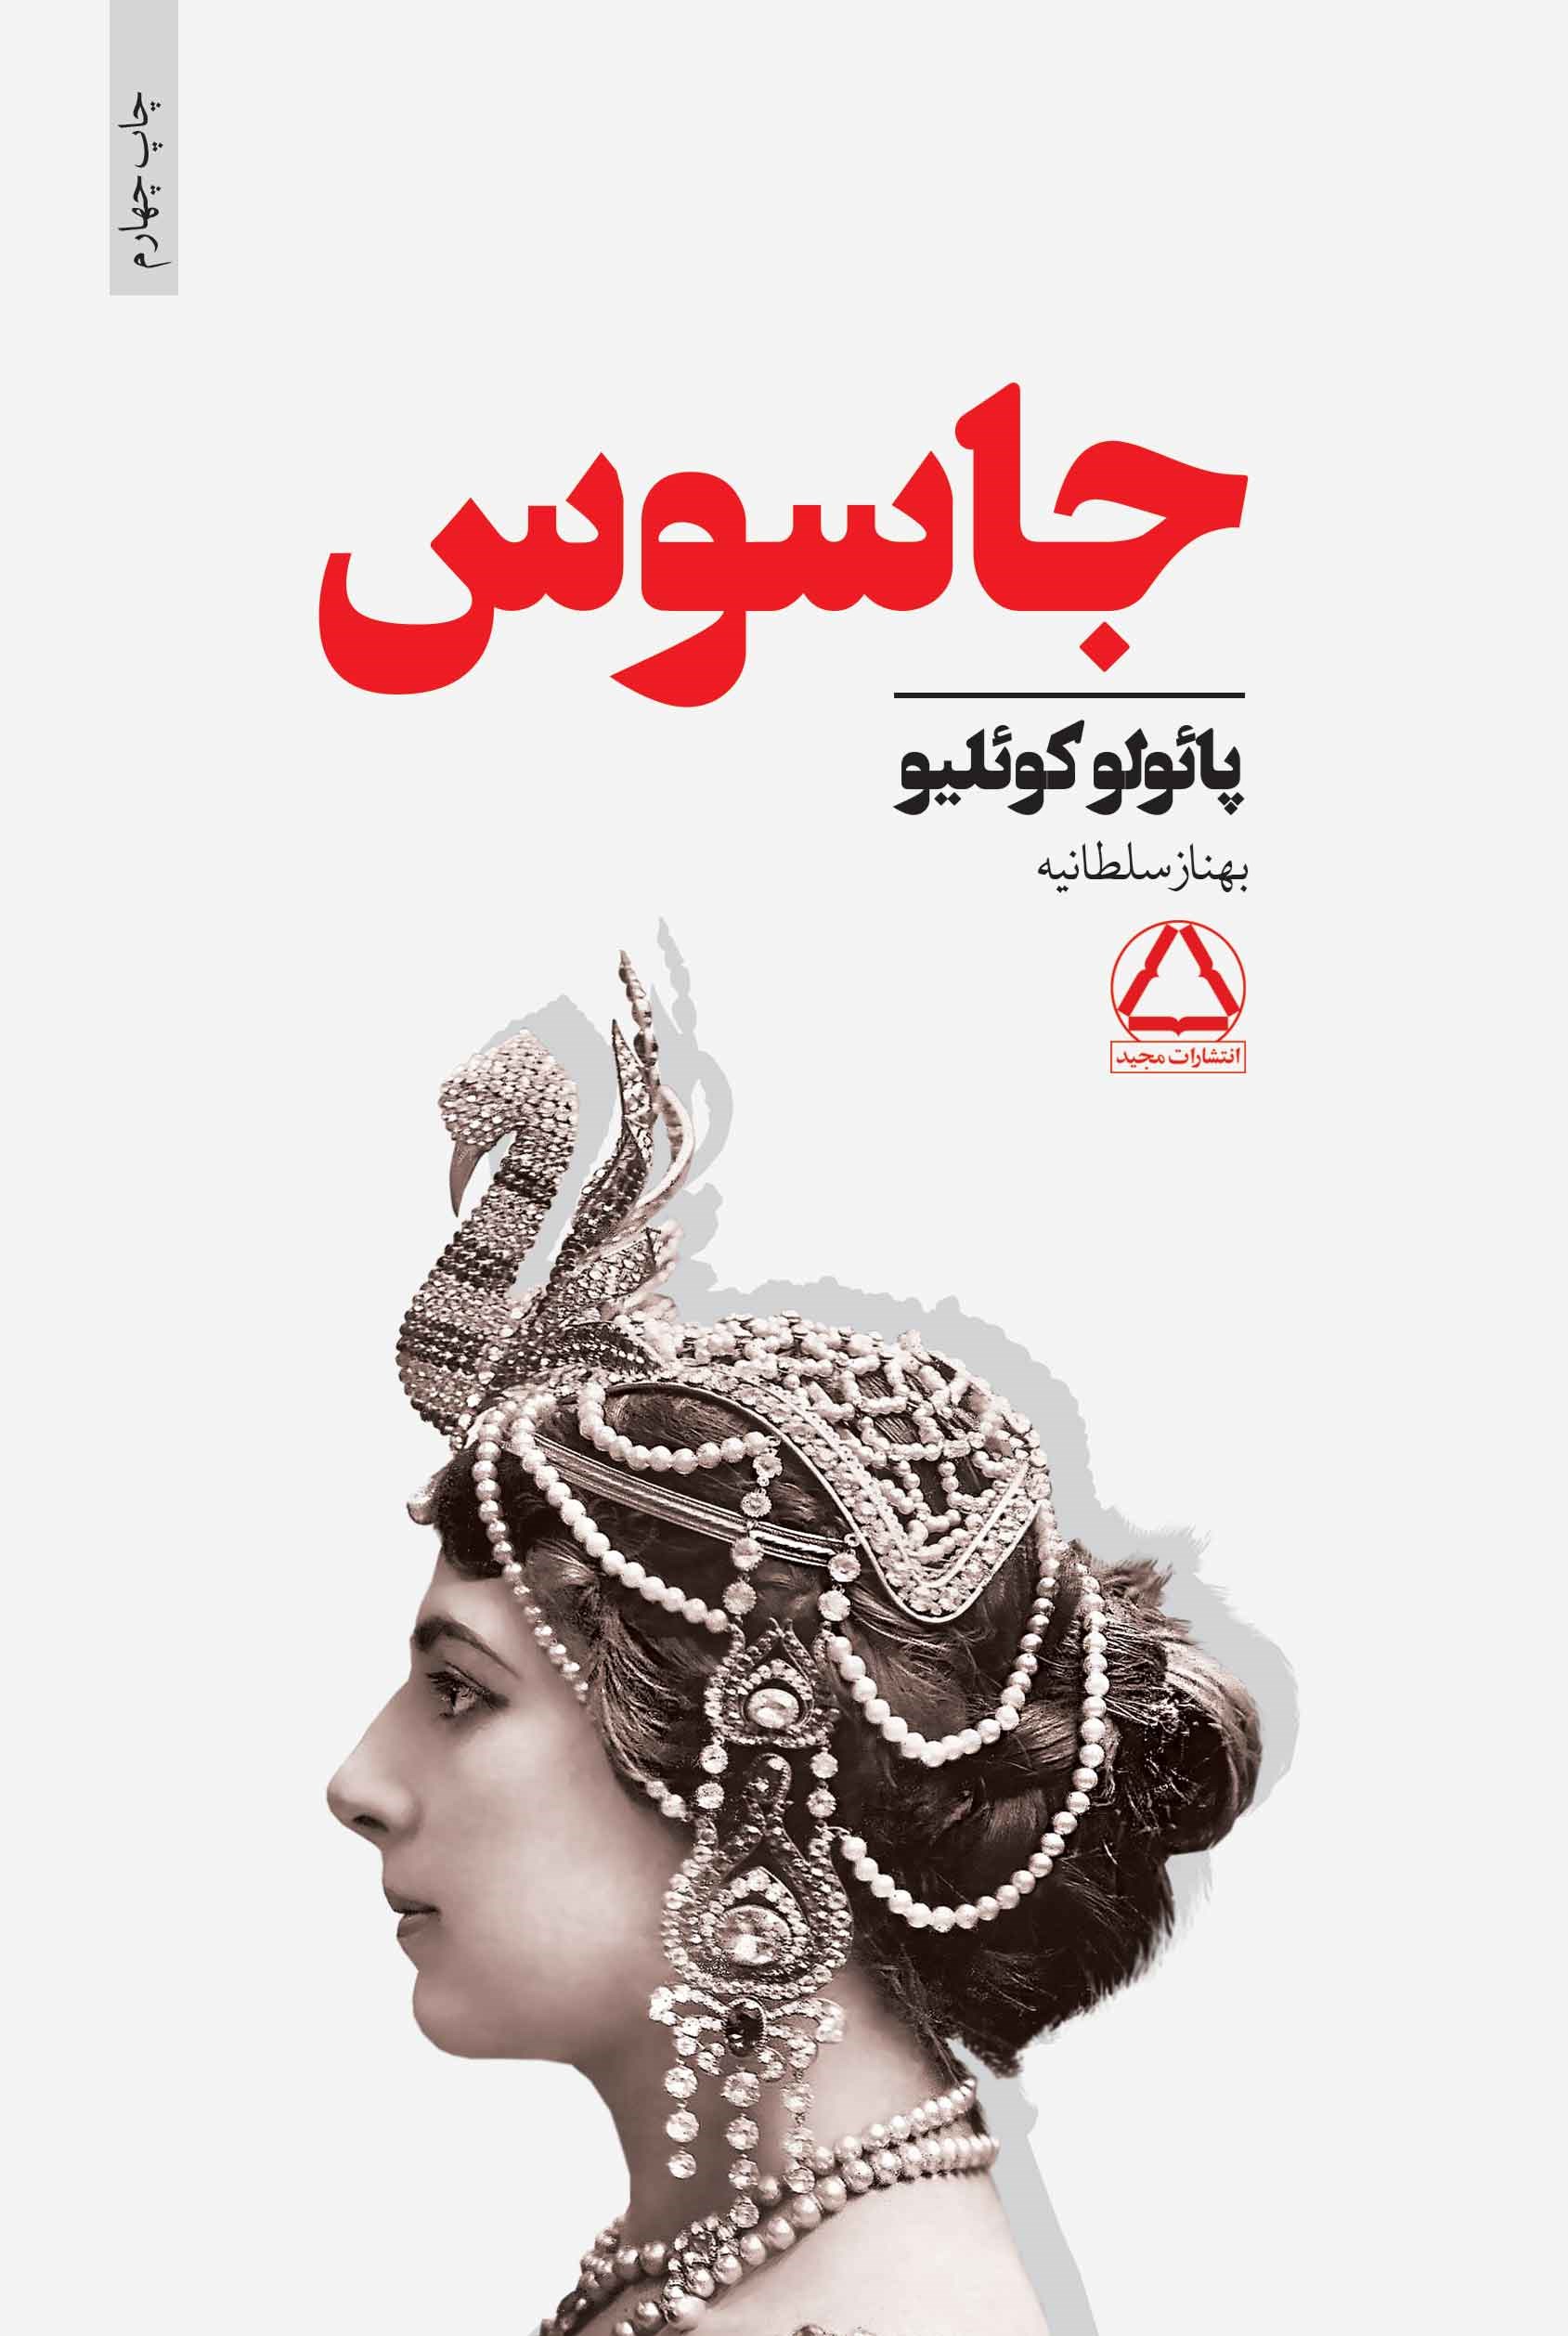 چاپ چهارم
جاسوس
پائولو کوئلیو
بهناز سلطانیه
انتشارات مجید